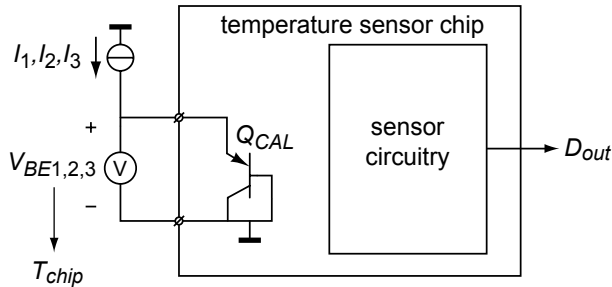 temperature sensor chip
I1,I2,I3
+
QCAL
sensor
circuitry
VBE1,2,3
V
Dout
–
Tchip